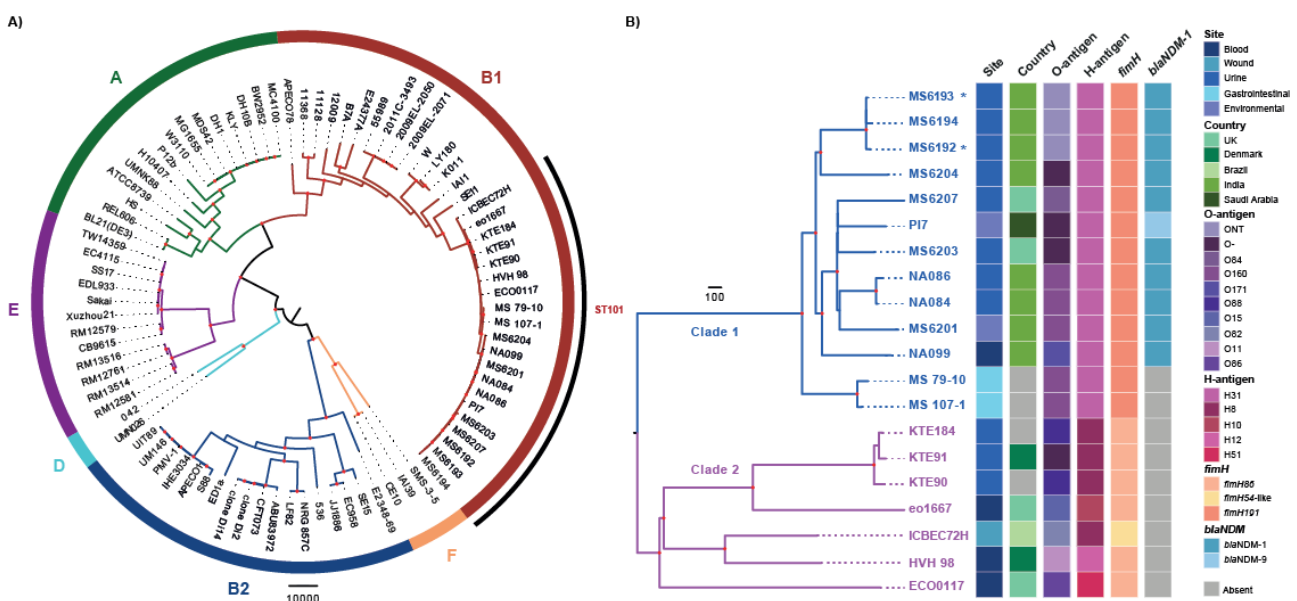 A)
A
B1
E
D
B2
F
ST101
10000
MC4100
BW2952
DH10B
KLY
DH1
MDS42
MG1655
W3110
P12b
H10407
UMNK88
ATCC8739
HS
REL606
BL21(DE3)
TW14359
EC4115
SS17
EDL933
Sakai
Xuzhou21
RM12579
CB9615
RM13516
RM12761
RM13514
RM12581
042
UMN026
UTI89
UM146
PMV-1
IHE3034
APECO1
S88
ED1a
clone Di14
clone Di2
CFT073
ABU83972
LF82
NRG 857C
536
JJ1886
EC958
SE15
E2348-69
CE10
IAI39
SMS-3-5
MS6194
MS6193
MS6192
MS6207
MS6203
PI7
NA086
NA084
MS6201
NA099
MS6204
MS 107-1
MS 79-10
ECO0117
HVH 98
KTE90
KTE91
KTE184
eo1667
ICBEC72H
SEI1
IAI1
K011
LY180
W
2009EL-2071
2009EL-2050
2011C-3493
55989
E24377A
B7A
12009
11128
11368
APECO78
B)
Site
Country
O-antigen
H-antigen
fimH
blaNDM-1
100
Clade 1
Clade 2
MS6193 *
MS6194
MS6192 *
MS6204
MS6207
PI7
MS6203
NA086
NA084
MS6201
NA099
MS 79-10
MS 107-1
KTE184
KTE91
KTE90
eo1667
ICBEC72H
HVH 98
ECO0117
Site
Blood
Wound
Urine
Gastrointestinal
Environmental
Country
UK
Denmark
Brazil
India
Saudi Arabia
O-antigen
ONT
O-
O84
O160
O171
O88
O15
O82
O11
O86
H-antigen
H31
H8
H10
H12
H51
fimH
fimH86
fimH54-like
fimH191
blaNDM
blaNDM-1
blaNDM-9
Absent